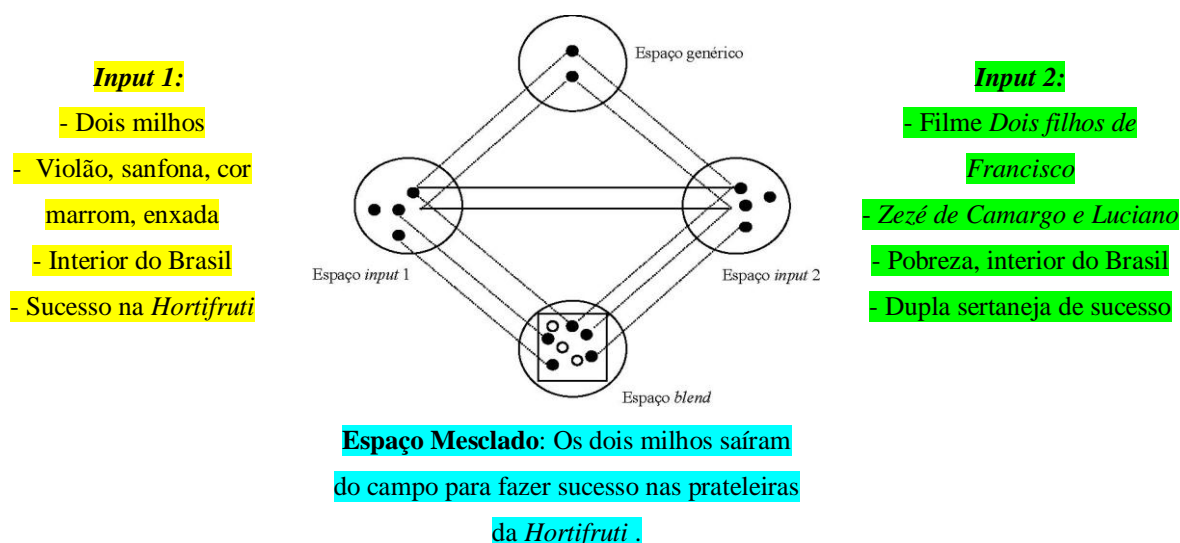 Espaço genérico
Input 1:
- Dois milhos
- Violão, sanfona, cor
marrom, enxada
- Interior do Brasil
- Sucesso na Hortifruti
Input 2:
- Filme Dois filhos de
Francisco
- Zezé de Camargo e Luciano
- Pobreza, interior do Brasil
- Dupla sertaneja de sucesso
Espaço input 1
Espaço input 2
Espaço blend
Espaço Mesclado: Os dois milhos saíram
do campo para fazer sucesso nas prateleiras
da Hortifruti .